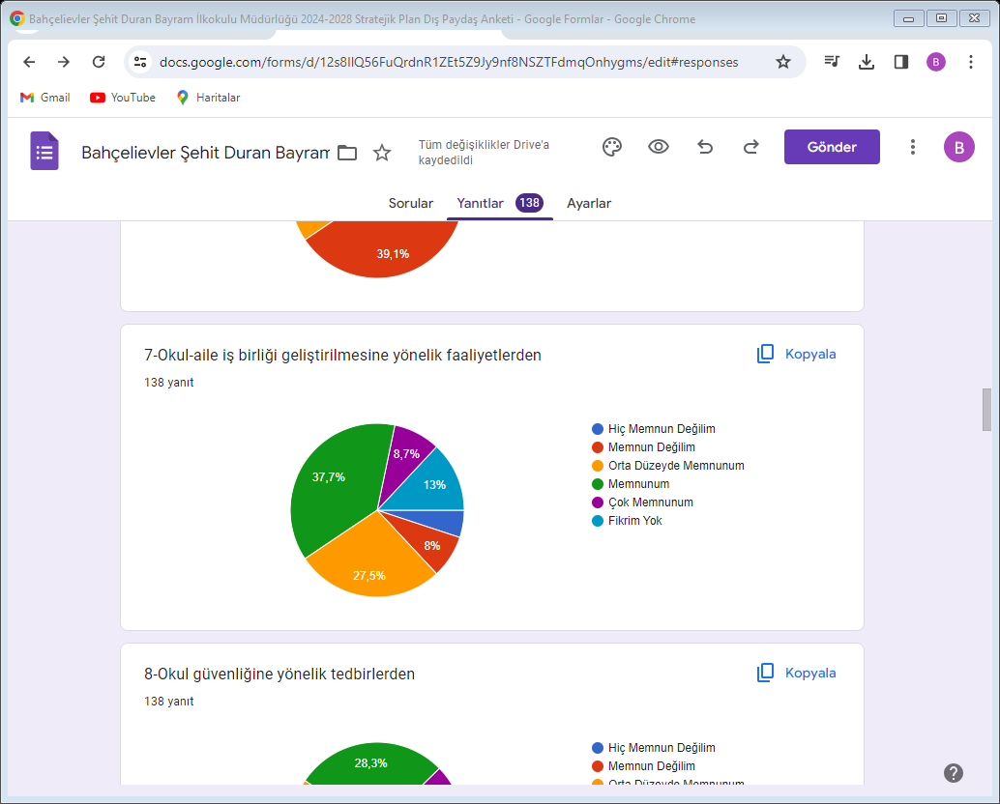 Bahçelievler Şehit Duran Bayram İlkokulu Müdürlüğü 2024-2028 Stratejik Plan Dış Paydaş Anketi - Google Formlar - Google Chrome
docs.google.com/forms/d/12s8IlQ56FuQrdnR1ZEt5Z9Jy9nf8NSZTFdmqOnhygms/edit#responses
B
Gmail YouTube Haritalar
Bahçelievler Şehit Duran Bayram
Tüm değişiklikler Drive'a
kaydedildi
Gönder
B
Sorular Yanıtlar 138 Ayarlar
39,1%
7-Okul-aile iş birliği geliştirilmesine yönelik faaliyetlerden
Kopyala
138 yanıt
Hiç Memnun Değilim
Memnun Değilim
Orta Düzeyde Memnunum
Memnunum
Çok Memnunum
Fikrim Yok
8,7%
37,7%
13%
8%
27,5%
8-Okul güvenliğine yönelik tedbirlerden
Kopyala
138 yanıt
Hiç Memnun Değilim
Memnun Değilim
Orta Düzeyde Memnunum
28,3%